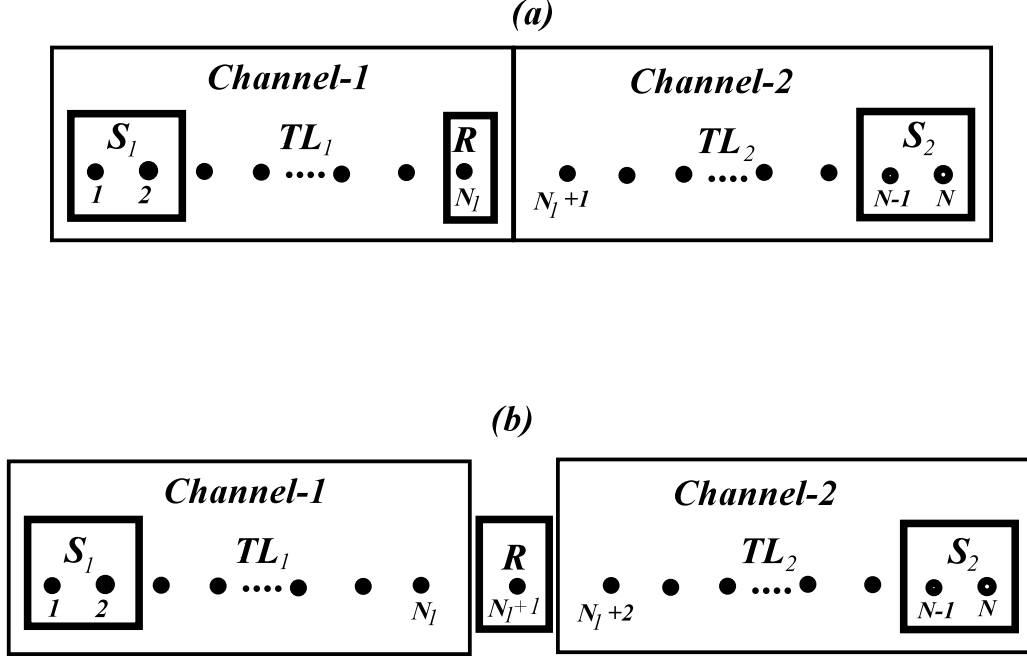 (a)
Channel-1 Channel-2
S1 TL1 R TL2 S2
1 2 N1 N1+1 N-1 N
(b)
Channel-1 Channel-2
S1 TL1 R TL2 S2
1 2 N1 N1+1 N1+2 N-1 N